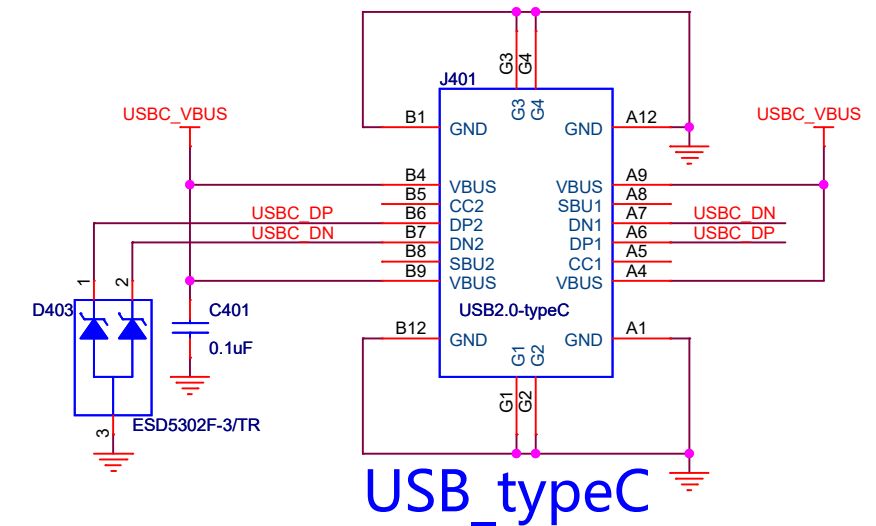 G3 G4
J401
USBC_VBUS
USBC_VBUS
B1 GND G3 G4 GND A12
B4 VBUS VBUS A9
B5 CC2 SBU1 A8
USBC_DP B6 DP2 DN1 A7 USBC_DN
USBC_DN B7 DN2 DP1 A6 USBC_DP
B8 SBU2 CC1 A5
B9 VBUS VBUS A4
1 2
D403 C401 USB2.0-typeC
0.1uF
B12 GND G1 G2 GND A1
G1 G2
3 ESD5302F-3/TR
USB_typeC